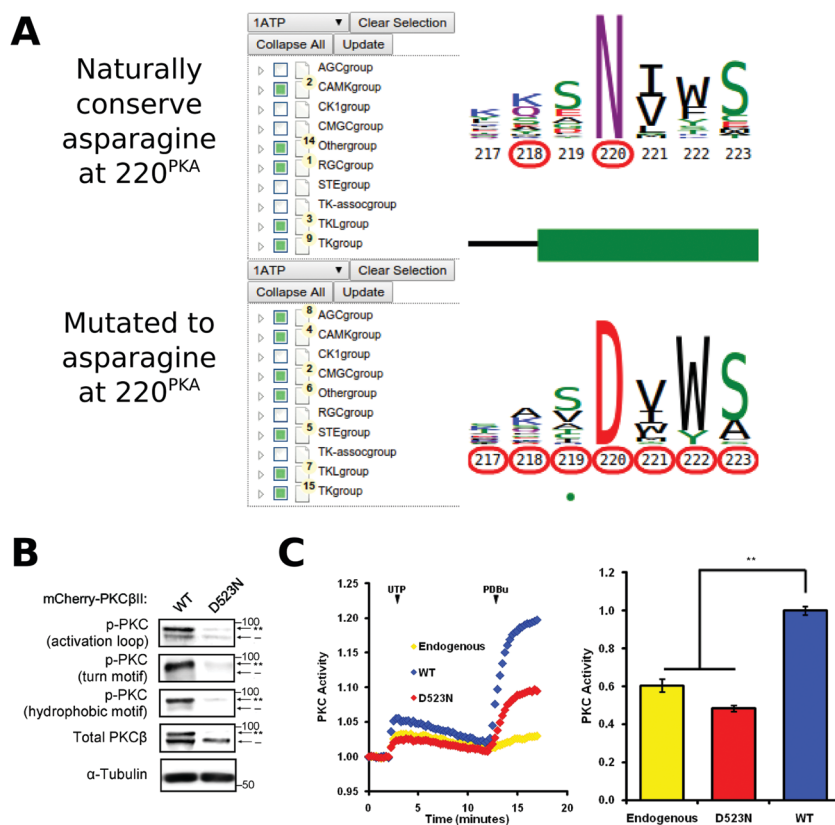 A
Naturally
conserve
asparagine
at 220PKA
1ATP ▼ Clear Selection
Collapse All Update
AGCgroup
2 CAMKgroup
CK1group
CMGCgroup
14 Othergroup
1 RGCgroup
STEgroup
TK-assocgroup
3 TKLgroup
9 TKgroup
N
S I W S
217 218 219 220 221 222 223
Mutated to
asparagine
at 220PKA
1ATP ▼ Clear Selection
Collapse All Update
8 AGCgroup
4 CAMKgroup
CK1group
2 CMGCgroup
6 Othergroup
RGCgroup
5 STEgroup
TK-assocgroup
7 TKLgroup
15 TKgroup
S D V W S
A Y A
217 218 219 220 221 222 223
B
mCherry-PKCβII:
WT D523N
p-PKC
(activation loop)
100
**
–
p-PKC
(turn motif)
100
**
–
p-PKC
(hydrophobic motif)
100
**
–
Total PKCβ
100
**
–
α-Tubulin
50
C
PKC Activity
1.25
1.20
1.15
1.10
1.05
1.00
0.95
UTP PDBu
Endogenous
WT
D523N
0 5 10 15 20
Time (minutes)
PKC Activity
1.2
1.0
0.8
0.6
0.4
0.2
0.0
**
Endogenous D523N WT